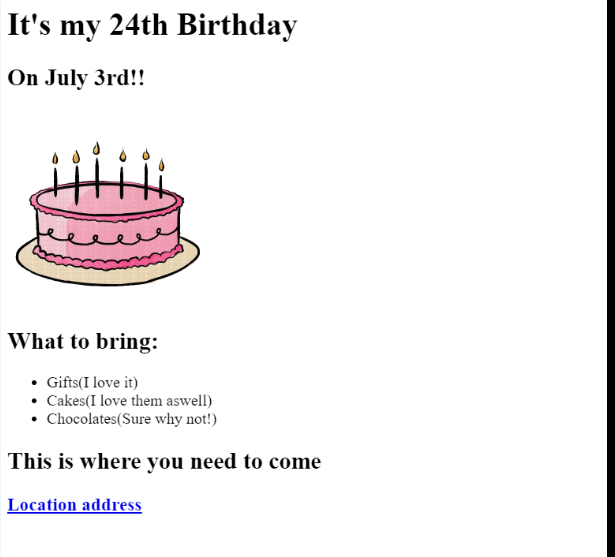 It's my 24th Birthday
On July 3rd!!
What to bring:
Gifts(I love it)
Cakes(I love them aswell)
Chocolates(Sure why not!)
This is where you need to come
Location address